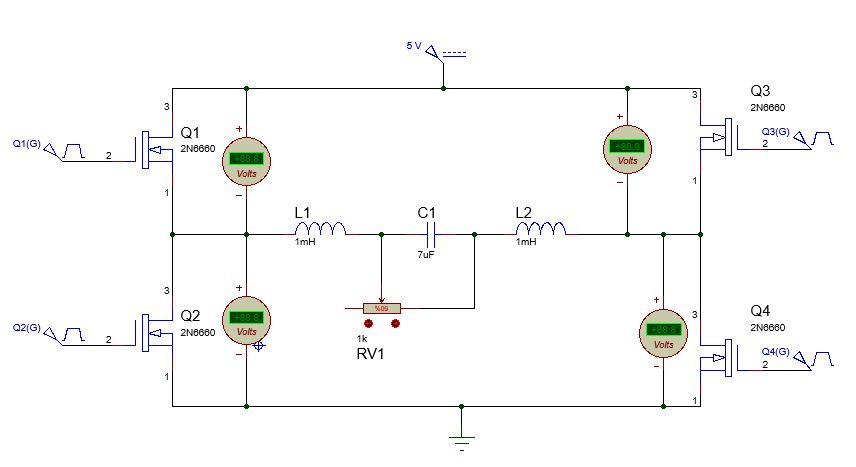 5 V
3
Q1
2N6660
Q1(G)
2
1
+88.8
Volts
+88.8
Volts
3
Q3
2N6660
Q3(G)
2
1
L1
1mH
C1
7uF
L2
1mH
3
Q2
2N6660
Q2(G)
2
1
+88.8
Volts
1k
RV1
+88.8
Volts
3
Q4
2N6660
Q4(G)
2
1